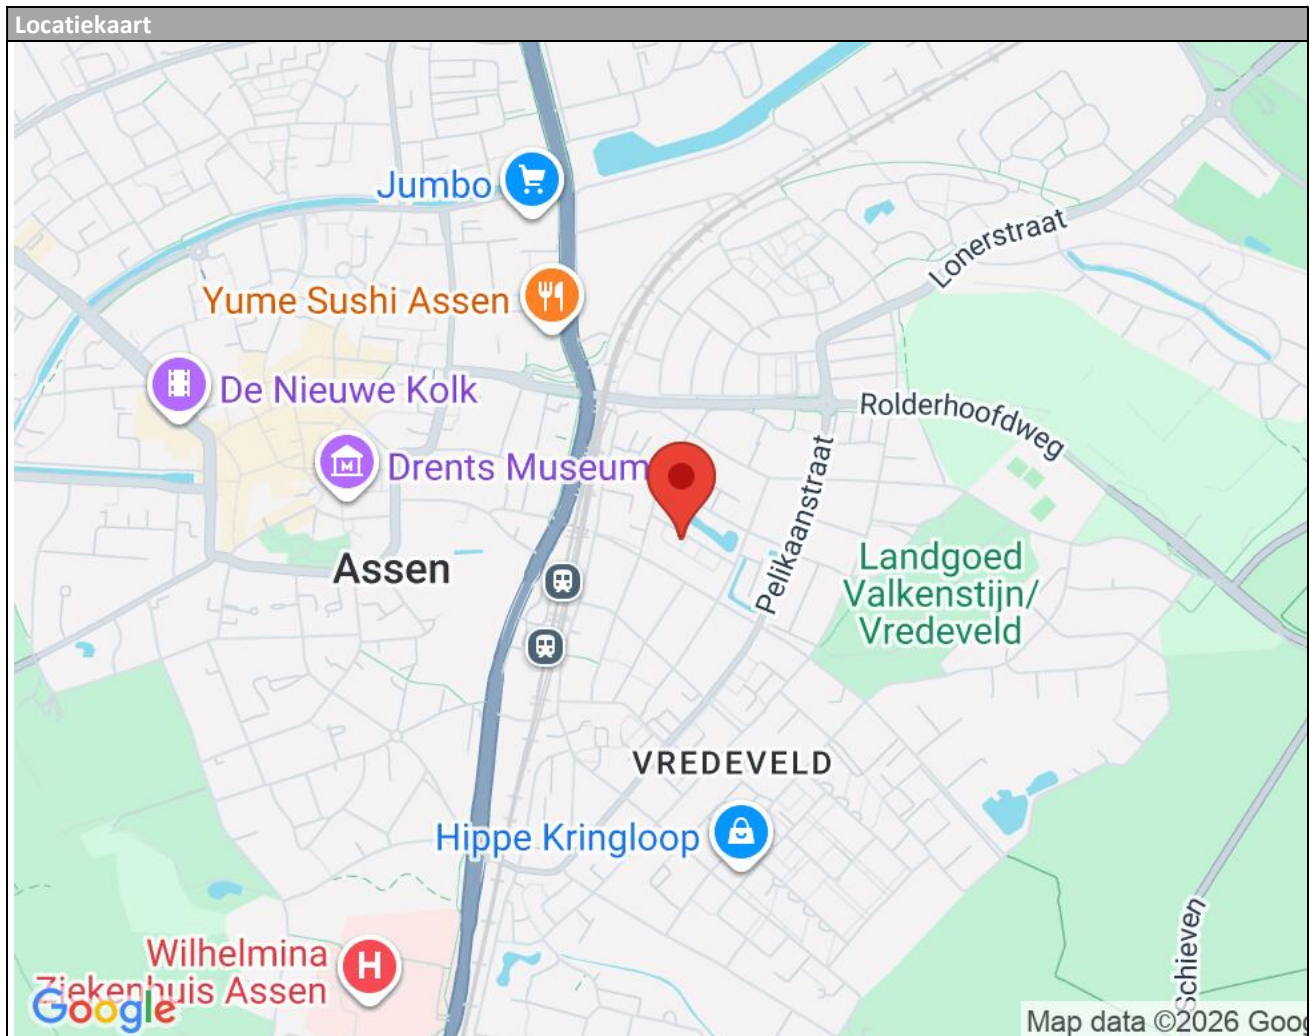 Locatiekaart
Jumbo
Lonerstraat
Yume Sushi Assen
De Nieuwe Kolk
Rolderhoofdweg
Drents Museum
Pelikaanstraat
Assen
Landgoed
Valkenstijn/
Vredeveld
VREDEVELD
Hippe Kringloop
Schieven
Wilhelmina
Ziekenhuis Assen
H
Google
Map data ©2026 Goo